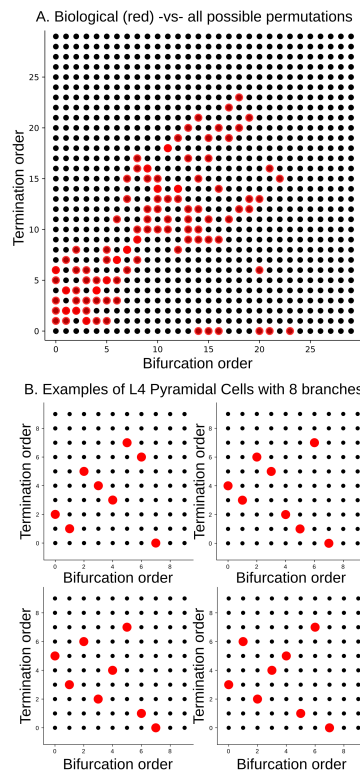 A. Biological (red) -vs- all possible permutations
Termination order
25
20
15
10
5
0
0 5 10 15 20 25
Bifurcation order
B. Examples of L4 Pyramidal Cells with 8 branches
Termination order
8
6
4
2
0
0 2 4 6 8
Bifurcation order
Termination order
8
6
4
2
0
0 2 4 6 8
Bifurcation order
Termination order
8
6
4
2
0
0 2 4 6 8
Bifurcation order
Termination order
8
6
4
2
0
0 2 4 6 8
Bifurcation order